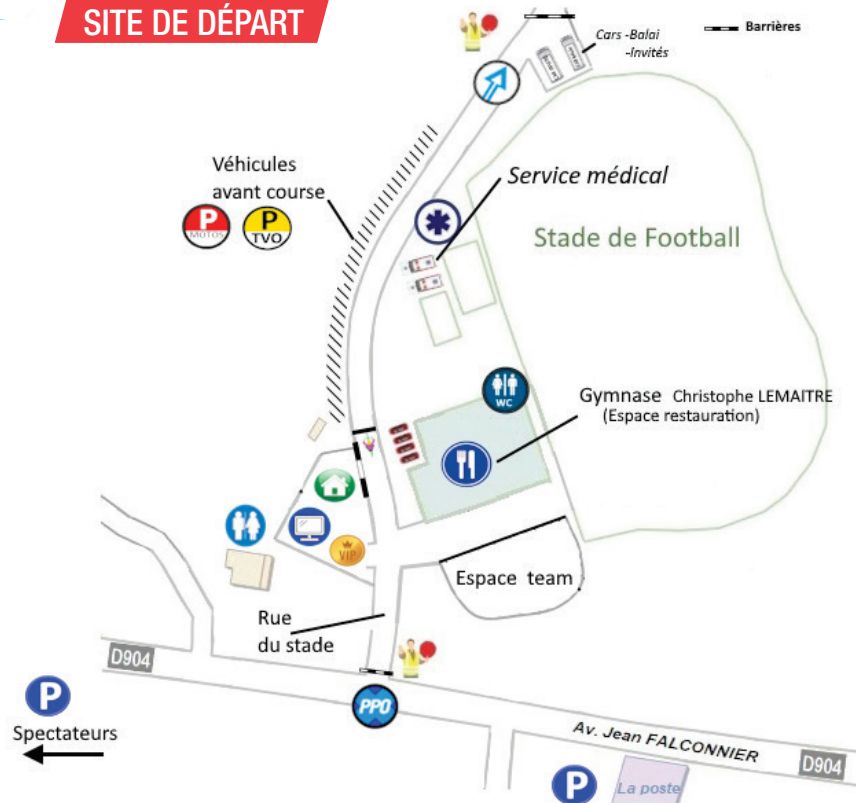 SITE DE DÉPART
Cars -Balai
-Invités
Barrières
Véhicules
avant course
P
MOTOS
P
TVO
Service médical
Stade de Football
WC
Gymnase Christophe LEMAITRE
(Espace restauration)
VIP
Espace team
Rue
du stade
D904
P
Spectateurs
PPO
Av. Jean FALCONNIER
D904
P
La poste